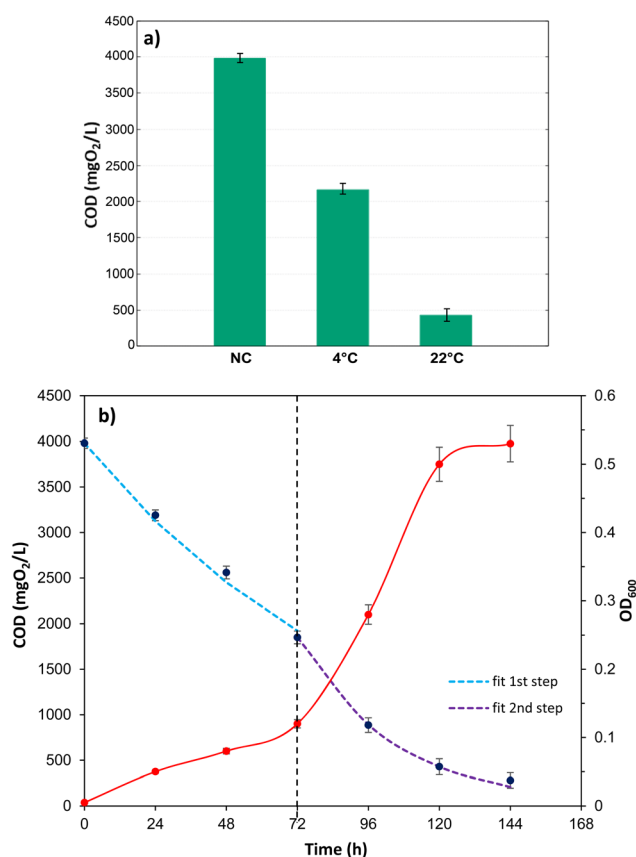 a)
COD (mgO₂/L)
4500
4000
3500
3000
2500
2000
1500
1000
500
0
NC 4°C 22°C
b)
COD (mgO₂/L)
4500
4000
3500
3000
2500
2000
1500
1000
500
0
0.6
0.5
0.4
0.3
0.2
0.1
0
OD₆₀₀
fit 1st step
fit 2nd step
0 24 48 72 96 120 144 168
Time (h)